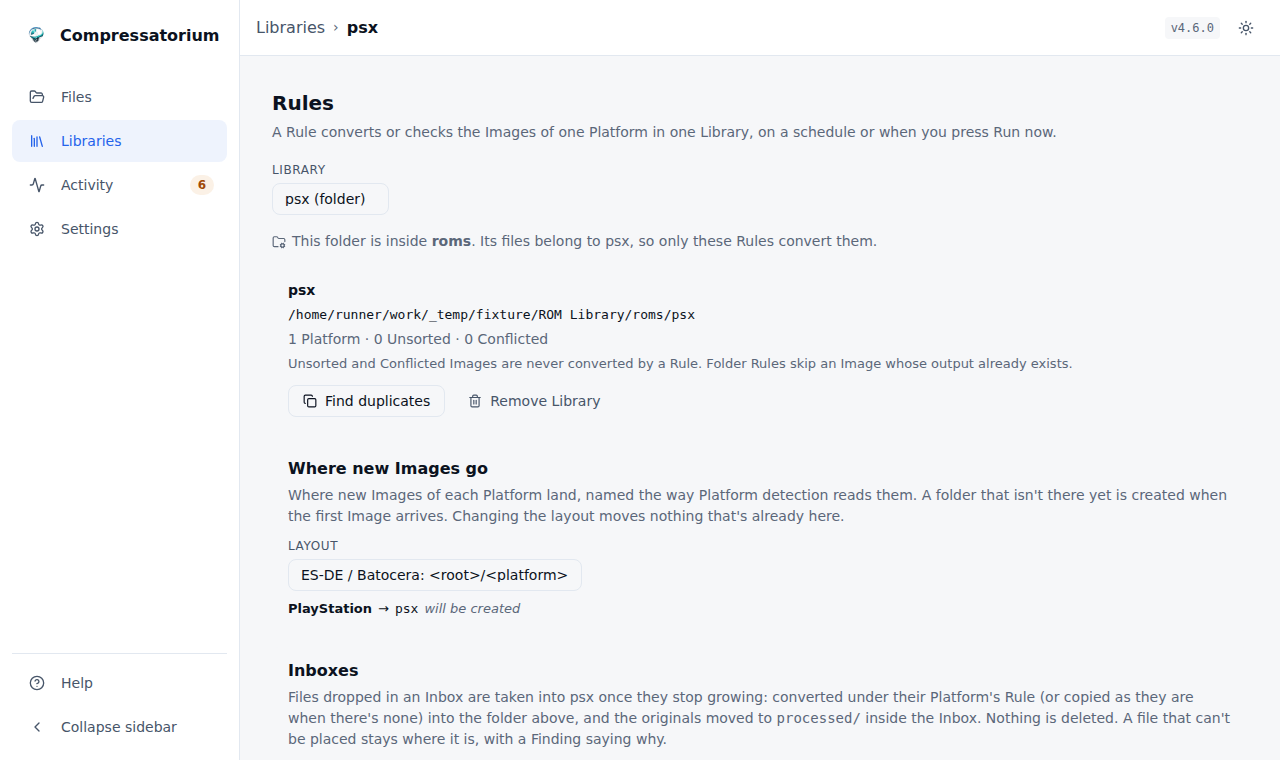 Compressatorium
Libraries › psx
v4.6.0
Files
Libraries
Activity
6
Settings
Help
Collapse sidebar
Rules
A Rule converts or checks the Images of one Platform in one Library, on a schedule or when you press Run now.
LIBRARY
psx (folder)
This folder is inside roms. Its files belong to psx, so only these Rules convert them.
psx
/home/runner/work/_temp/fixture/ROM Library/roms/psx
1 Platform · 0 Unsorted · 0 Conflicted
Unsorted and Conflicted Images are never converted by a Rule. Folder Rules skip an Image whose output already exists.
Find duplicates
Remove Library
Where new Images go
Where new Images of each Platform land, named the way Platform detection reads them. A folder that isn't there yet is created when
the first Image arrives. Changing the layout moves nothing that's already here.
LAYOUT
ES-DE / Batocera: <root>/<platform>
PlayStation → psx will be created
Inboxes
Files dropped in an Inbox are taken into psx once they stop growing: converted under their Platform's Rule (or copied as they are
when there's none) into the folder above, and the originals moved to processed/ inside the Inbox. Nothing is deleted. A file that can't
be placed stays where it is, with a Finding saying why.